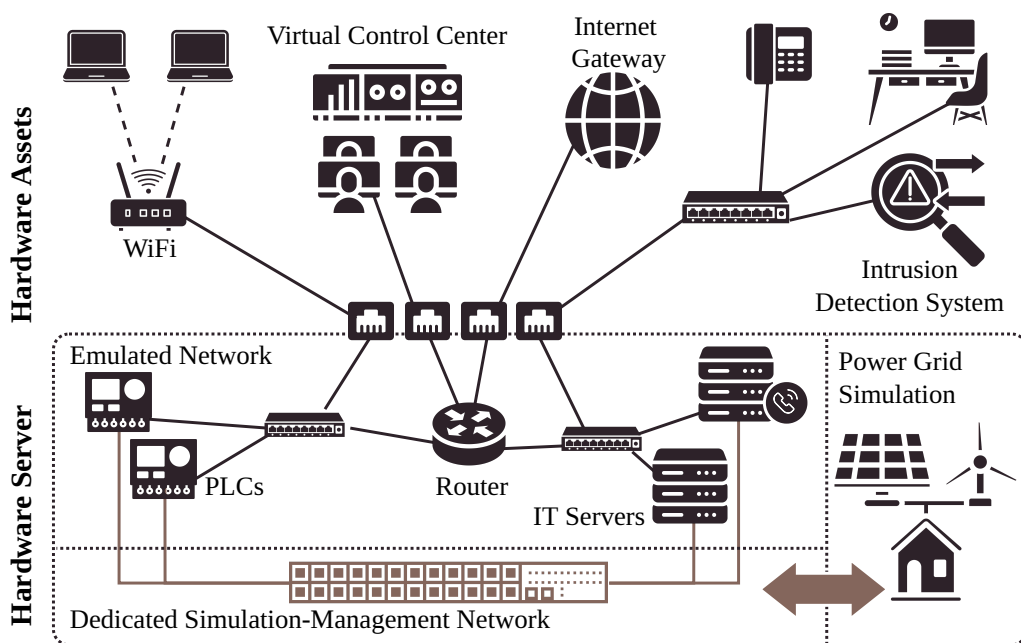 Hardware Assets
Virtual Control Center
Internet
Gateway
WiFi
Intrusion
Detection System
Hardware Server
Emulated Network
Power Grid
Simulation
PLCs
Router
IT Servers
Dedicated Simulation-Management Network